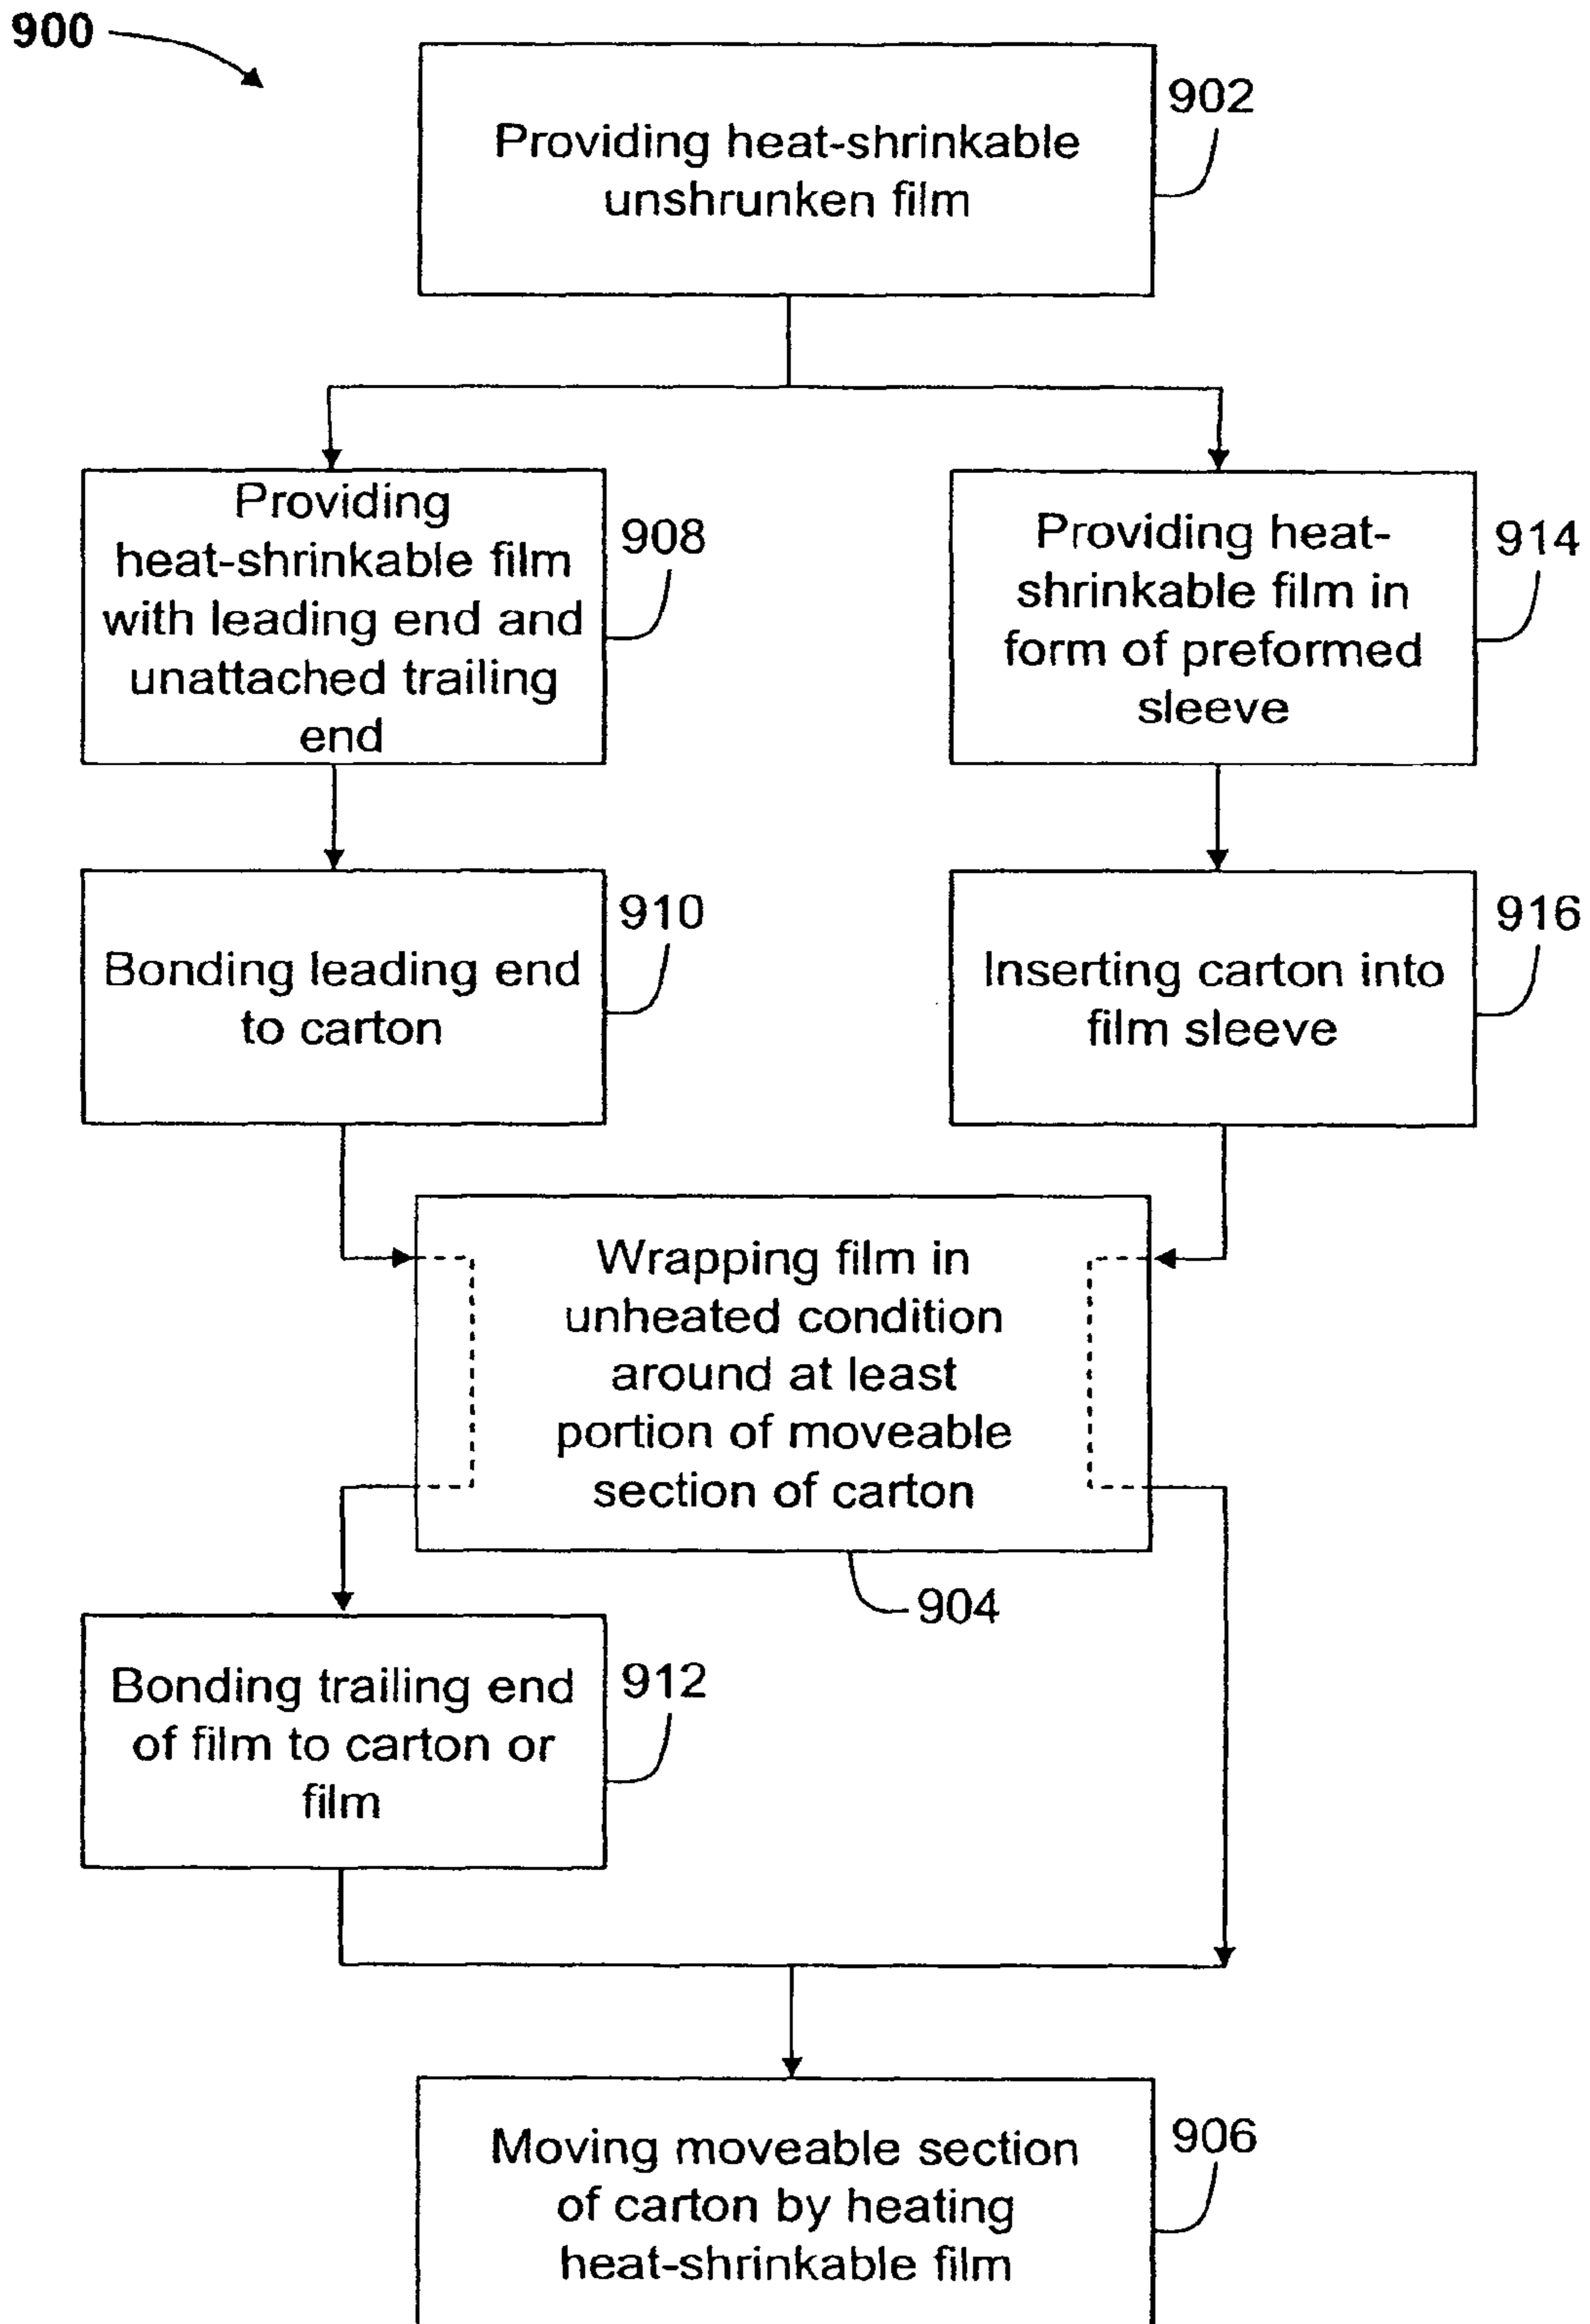 900
902
Providing heat-shrinkable
unshrunken film
908
Providing
heat-shrinkable film
with leading end and
unattached trailing
end
914
Providing heat-
shrinkable film in
form of preformed
sleeve
910
Bonding leading end
to carton
916
Inserting carton into
film sleeve
Wrapping film in
unheated condition
around at least
portion of moveable
section of carton
904
912
Bonding trailing end
of film to carton or
film
906
Moving moveable section
of carton by heating
heat-shrinkable film